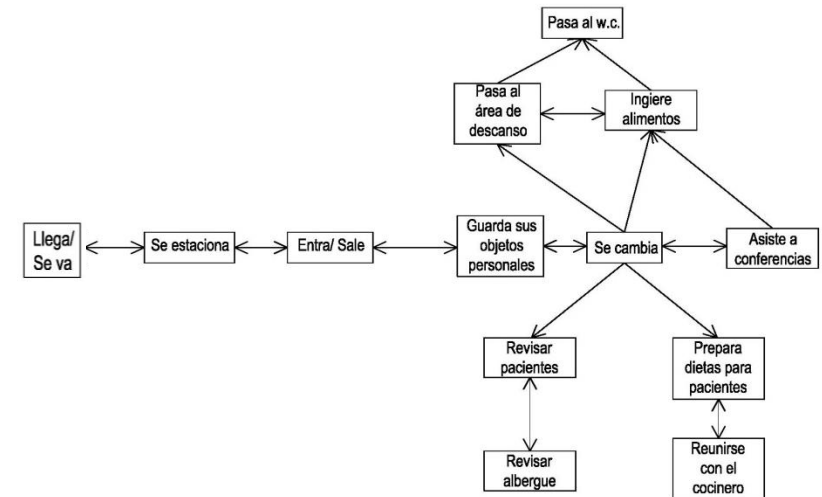 Pasa al w.c.
Pasa al
área de
descanso
Ingiere
alimentos
Llega/
Se va
Se estaciona
Entra/ Sale
Guarda sus
objetos
personales
Se cambia
Asiste a
conferencias
Revisar
pacientes
Prepara
dietas para
pacientes
Revisar
albergue
Reunirse
con el
cocinero